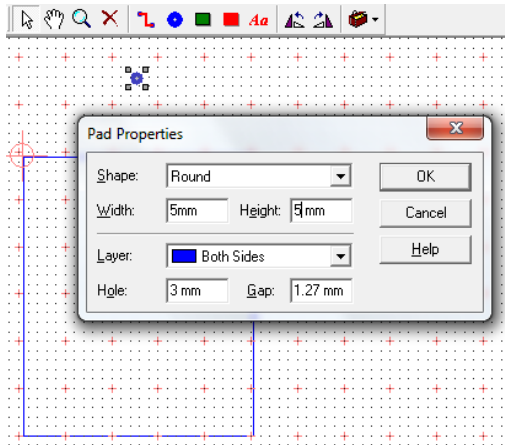 Aa
Pad Properties
Shape: Round OK
Width: 5mm Height: 5mm Cancel
Layer: Both Sides Help
Hole: 3 mm Gap: 1.27 mm